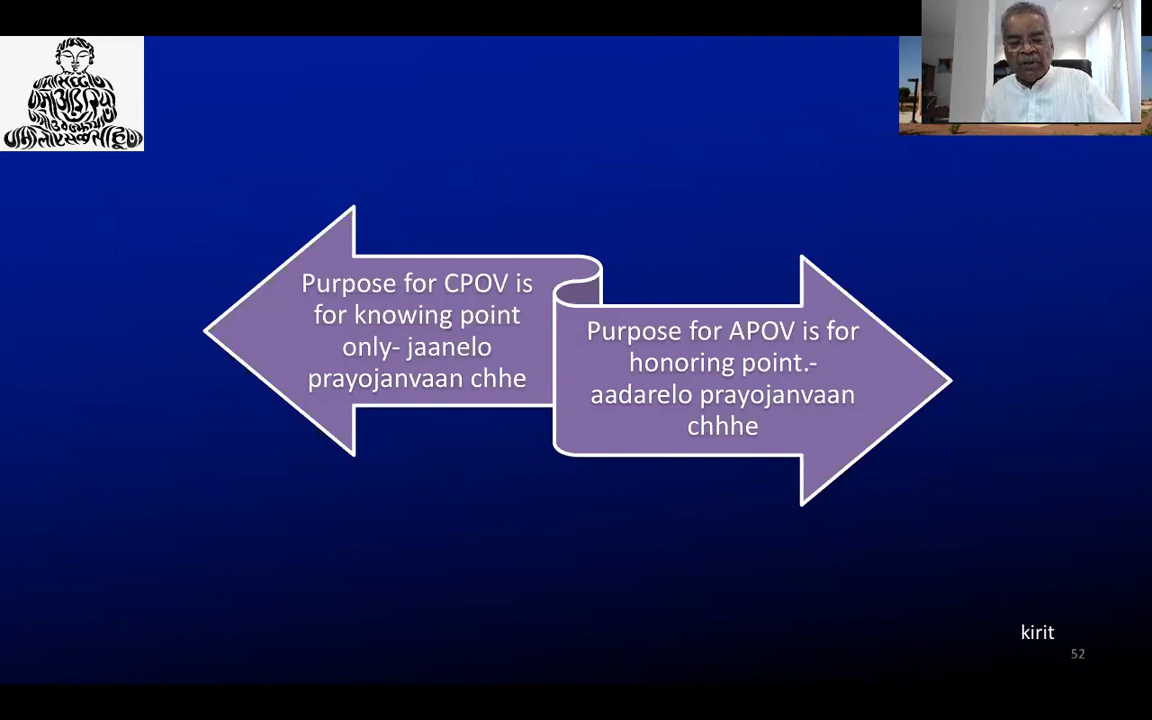 Purpose for CPOV is
for knowing point
only- jaanelo
prayojanvaan chhe
Purpose for APOV is for
honoring point.-
aadarelo prayojanvaan
chhhe
kirit
52